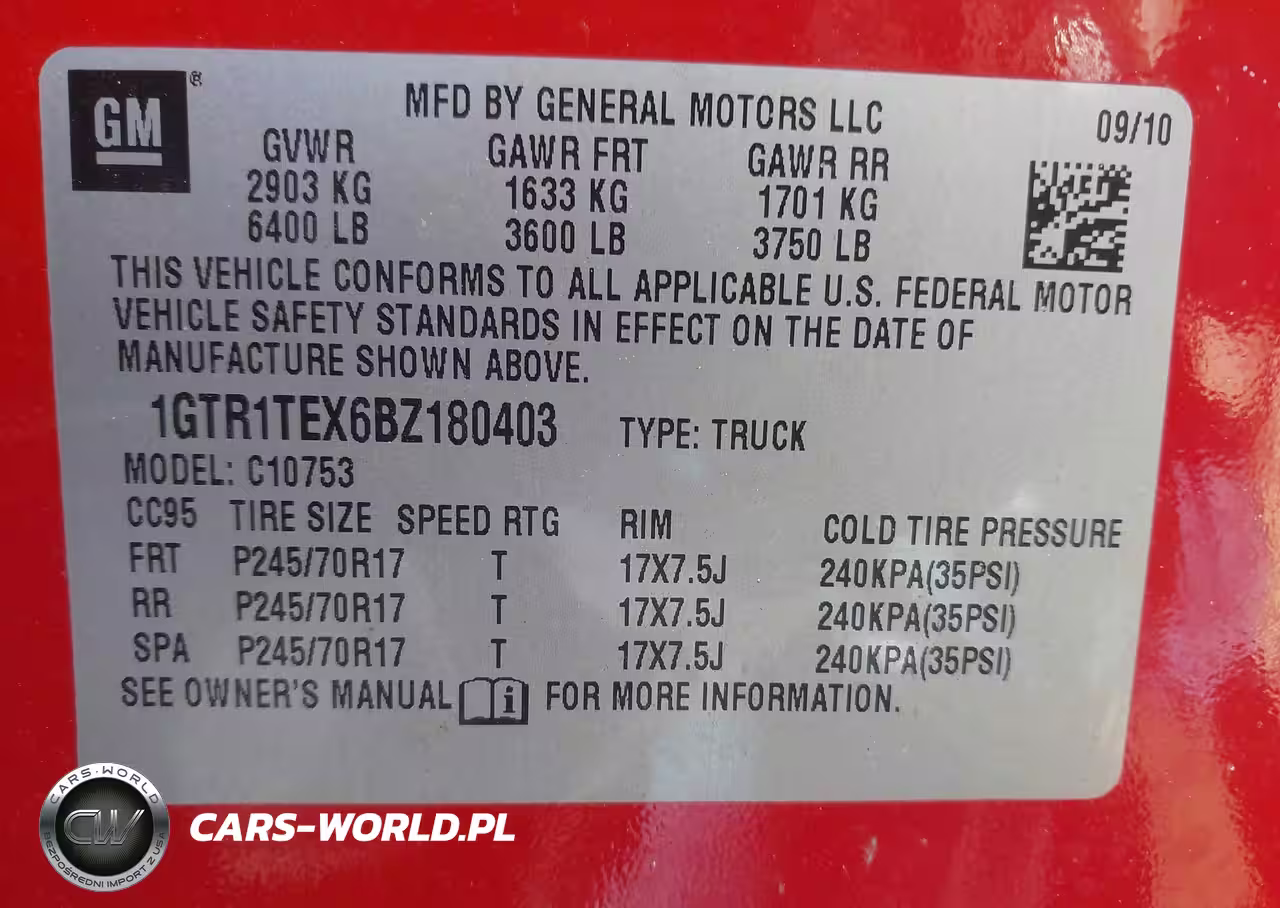 GM ®
MFD BY GENERAL MOTORS LLC 09/10
GVWR GAWR FRT GAWR RR
2903 KG 1633 KG 1701 KG
6400 LB 3600 LB 3750 LB
THIS VEHICLE CONFORMS TO ALL APPLICABLE U.S. FEDERAL MOTOR
VEHICLE SAFETY STANDARDS IN EFFECT ON THE DATE OF
MANUFACTURE SHOWN ABOVE.
1GTR1TEX6BZ180403 TYPE: TRUCK
MODEL: C10753
CC95 TIRE SIZE SPEED RTG RIM COLD TIRE PRESSURE
FRT P245/70R17 T 17X7.5J 240KPA(35PSI)
RR P245/70R17 T 17X7.5J 240KPA(35PSI)
SPA P245/70R17 T 17X7.5J 240KPA(35PSI)
SEE OWNER'S MANUAL i FOR MORE INFORMATION.
CARS-WORLD
CW
BEZPOŚREDNI IMPORT Z USA
CARS-WORLD.PL